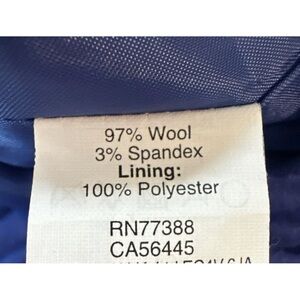 97% Wool
3% Spandex
Lining:
100% Polyester
RN77388
CA56445